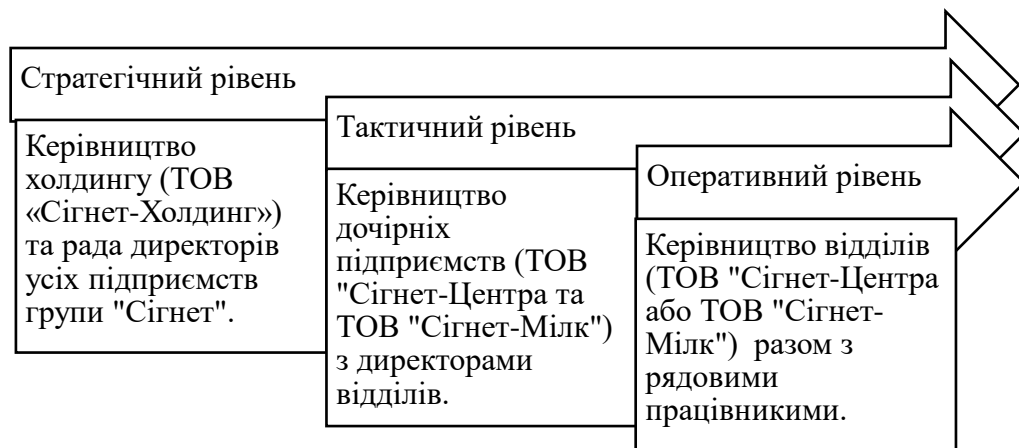 Стратегічний рівень
Керівництво
холдингу (ТОВ
«Сігнет-Холдинг»)
та рада директорів
усіх підприємств
групи "Сігнет".
Тактичний рівень
Керівництво
дочірніх
підприємств (ТОВ
"Сігнет-Центра та
ТОВ "Сігнет-Мілк")
з директорами
відділів.
Оперативний рівень
Керівництво відділів
(ТОВ "Сігнет-Центра
або ТОВ "Сігнет-
Мілк")  разом з
рядовими
працівникими.